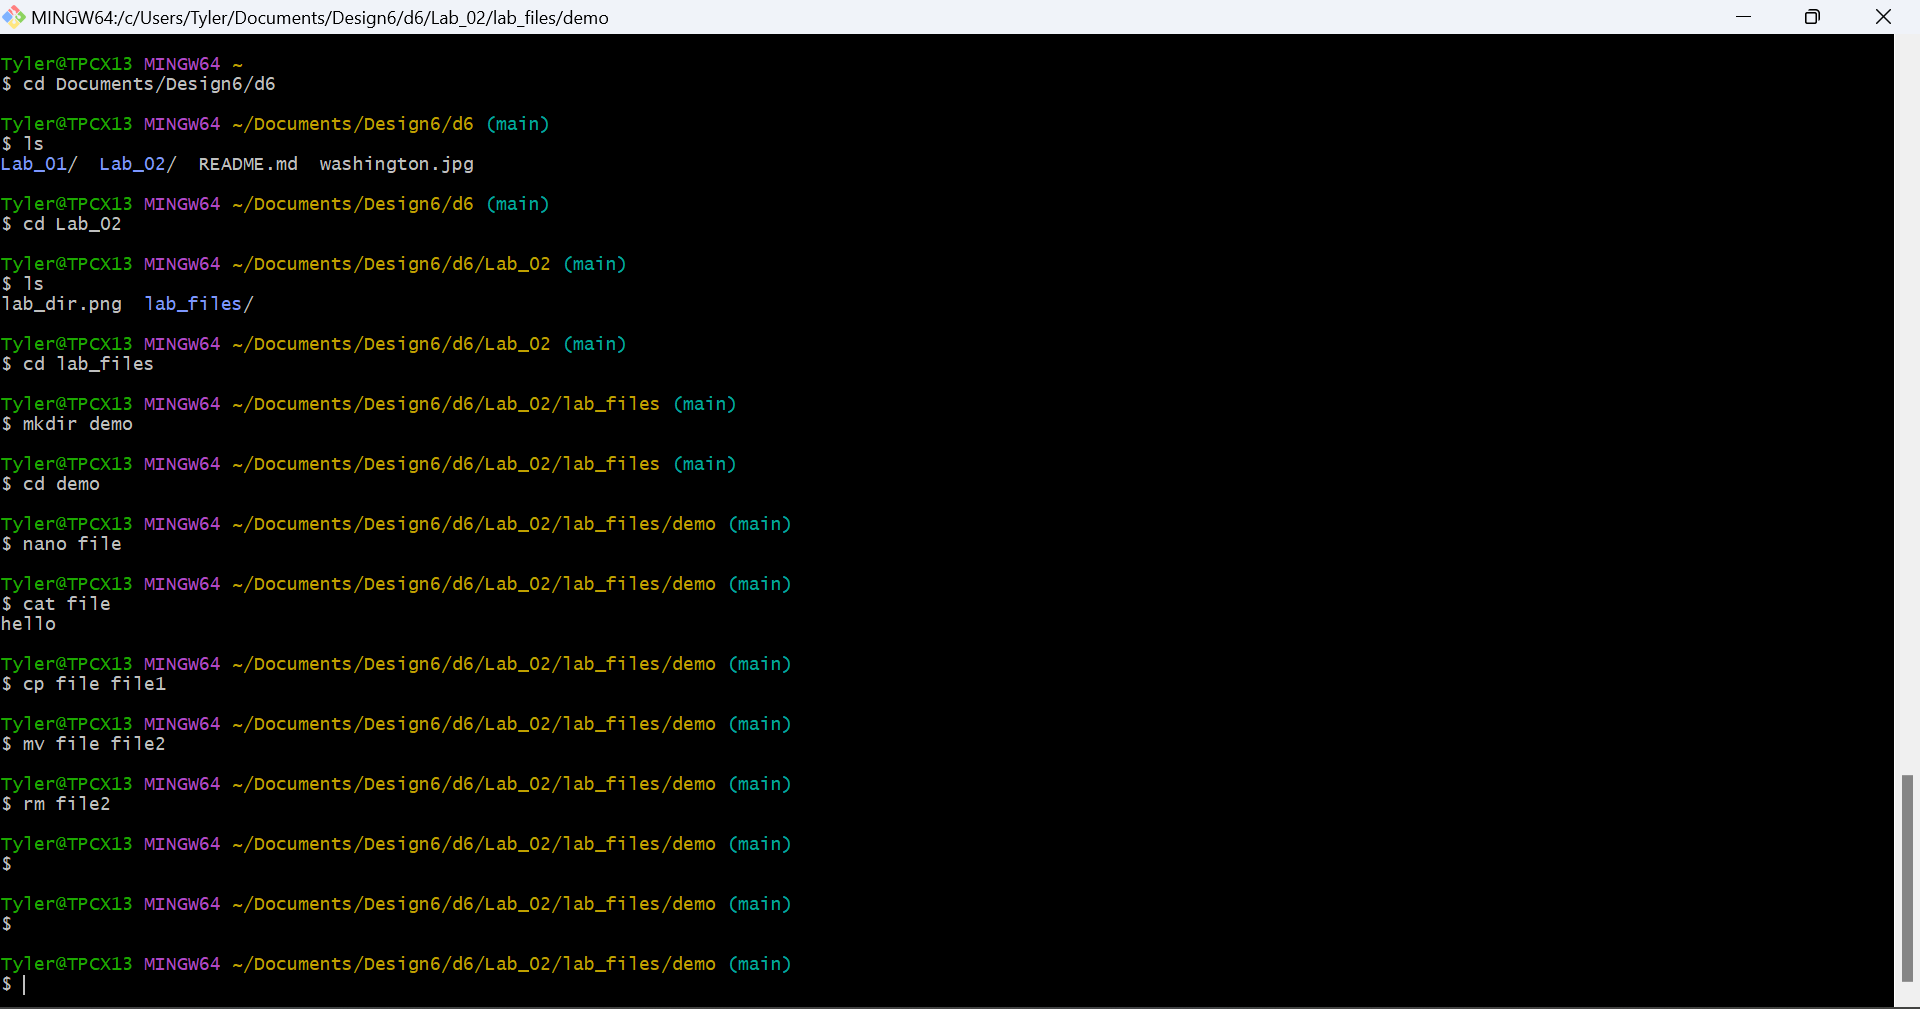 MINGW64:/c/Users/Tyler/Documents/Design6/d6/Lab_02/lab_files/demo
Tyler@TPCX13 MINGW64 ~
$ cd Documents/Design6/d6
Tyler@TPCX13 MINGW64 ~/Documents/Design6/d6 (main)
$ ls
Lab_01/  Lab_02/  README.md  washington.jpg
Tyler@TPCX13 MINGW64 ~/Documents/Design6/d6 (main)
$ cd Lab_02
Tyler@TPCX13 MINGW64 ~/Documents/Design6/d6/Lab_02 (main)
$ ls
lab_dir.png  lab_files/
Tyler@TPCX13 MINGW64 ~/Documents/Design6/d6/Lab_02 (main)
$ cd lab_files
Tyler@TPCX13 MINGW64 ~/Documents/Design6/d6/Lab_02/lab_files (main)
$ mkdir demo
Tyler@TPCX13 MINGW64 ~/Documents/Design6/d6/Lab_02/lab_files (main)
$ cd demo
Tyler@TPCX13 MINGW64 ~/Documents/Design6/d6/Lab_02/lab_files/demo (main)
$ nano file
Tyler@TPCX13 MINGW64 ~/Documents/Design6/d6/Lab_02/lab_files/demo (main)
$ cat file
hello
Tyler@TPCX13 MINGW64 ~/Documents/Design6/d6/Lab_02/lab_files/demo (main)
$ cp file file1
Tyler@TPCX13 MINGW64 ~/Documents/Design6/d6/Lab_02/lab_files/demo (main)
$ mv file file2
Tyler@TPCX13 MINGW64 ~/Documents/Design6/d6/Lab_02/lab_files/demo (main)
$ rm file2
Tyler@TPCX13 MINGW64 ~/Documents/Design6/d6/Lab_02/lab_files/demo (main)
$
Tyler@TPCX13 MINGW64 ~/Documents/Design6/d6/Lab_02/lab_files/demo (main)
$
Tyler@TPCX13 MINGW64 ~/Documents/Design6/d6/Lab_02/lab_files/demo (main)
$